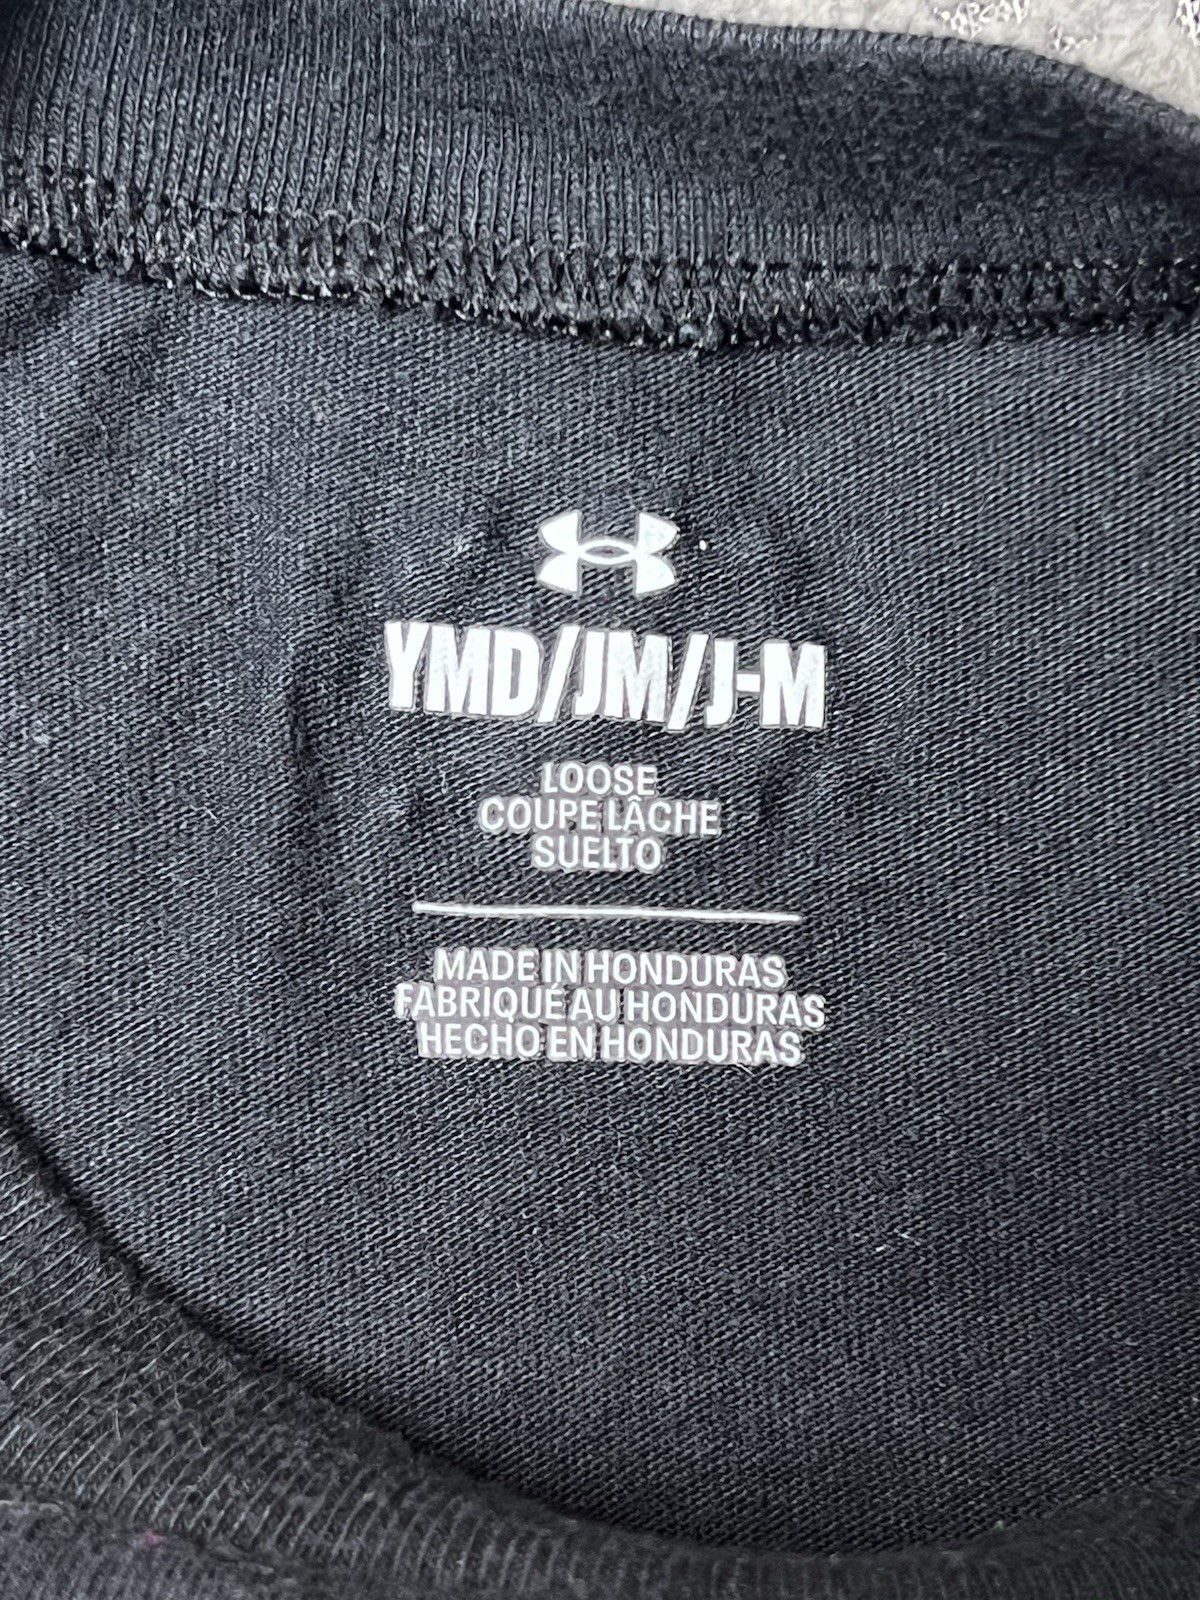 YMD/JM/J-M
LOOSE
COUPE LÂCHE
SUELTO
MADE IN HONDURAS
FABRIQUÉ AU HONDURAS
HECHO EN HONDURAS